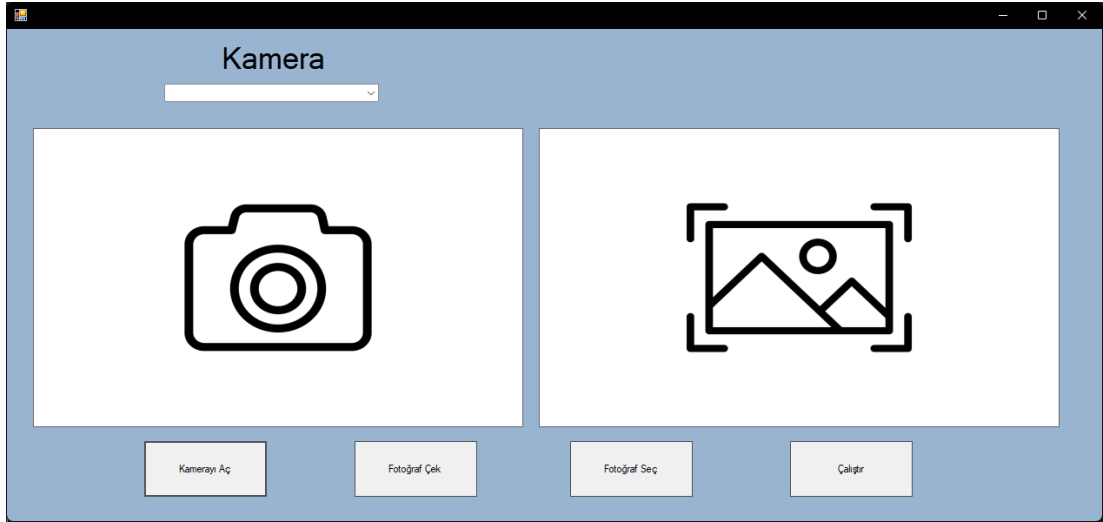 Kamera
Kamerayı Aç
Fotoğraf Çek
Fotoğraf Seç
Çalıştır